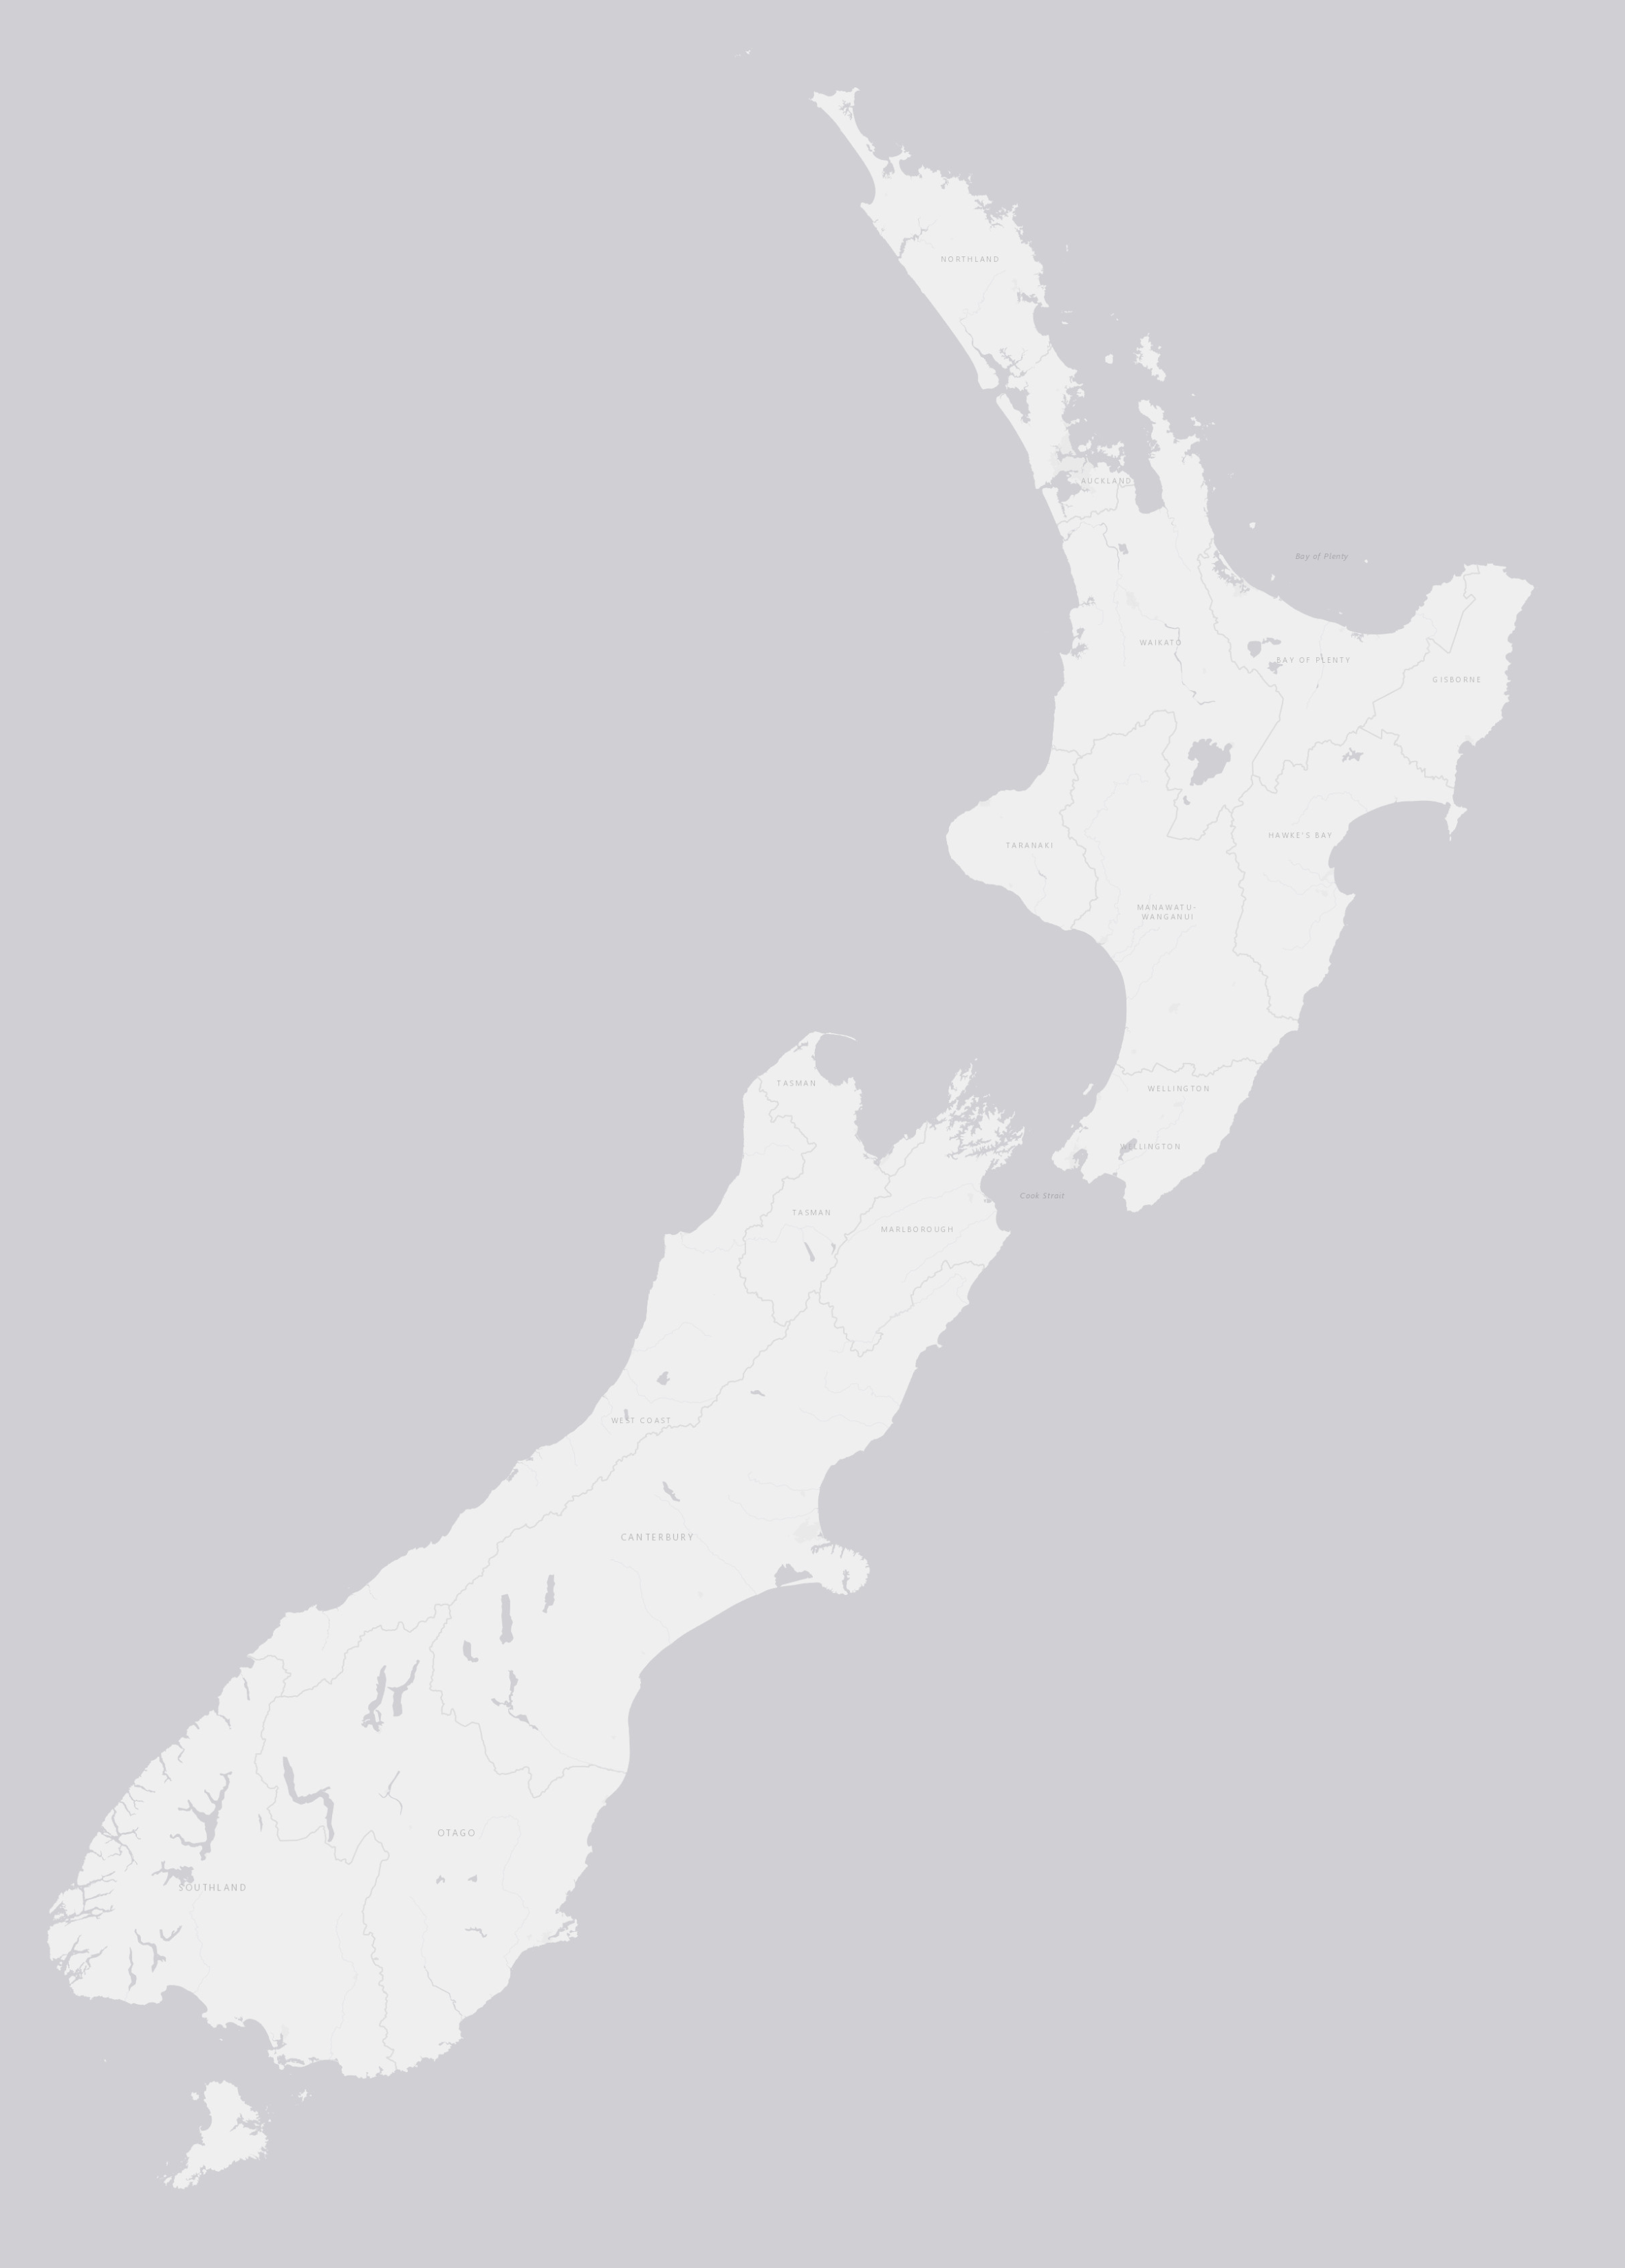 NORTHLAND
AUCKLAND
Bay of Plenty
WAIKATO
BAY OF PLENTY
GISBORNE
HAWKE'S BAY
TARANAKI
MANAWATU-
WANGANUI
TASMAN
WELLINGTON
WELLINGTON
Cook Strait
TASMAN
MARLBOROUGH
WEST COAST
CANTERBURY
OTAGO
SOUTHLAND